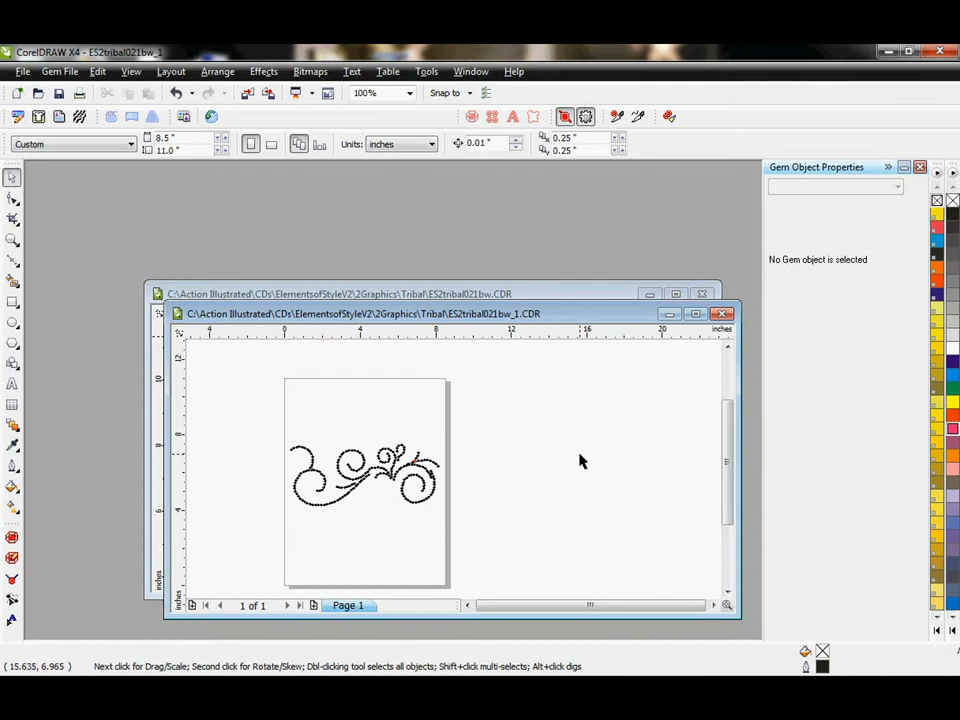 CorelDRAW X4 - ES2tribal021bw_1
File Gem File Edit View Layout Arrange Effects Bitmaps Text Table Tools Window Help
100% Snap to
Custom 8.5 " 11.0 " Units: inches 0.01 " 0.25 " 0.25 "
Gem Object Properties
No Gem object is selected
C:\Action Illustrated\CDs\ElementsofStyleV2\2Graphics\Tribal\ES2tribal021bw.CDR
C:\Action Illustrated\CDs\ElementsofStyleV2\2Graphics\Tribal\ES2tribal021bw_1.CDR
4 0 4 8 12 16 20 inches
12
10
8
8
6
4
inches
inches
1 of 1 Page 1
(15.635, 6.965) Next click for Drag/Scale; Second click for Rotate/Skew; Dbl-clicking tool selects all objects; Shift+click multi-selects; Alt+click digs